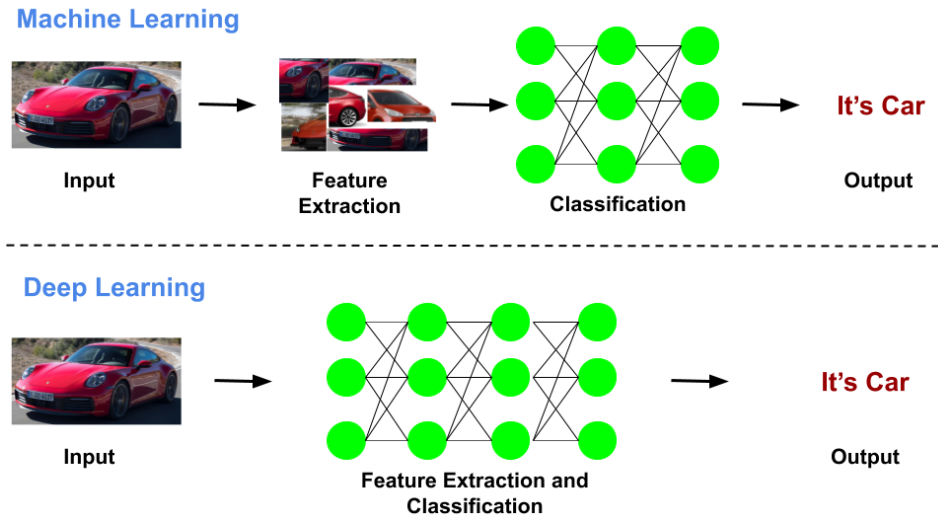 Machine Learning
Input
Feature
Extraction
Classification
It's Car
Output
Deep Learning
Input
Feature Extraction and
Classification
It's Car
Output